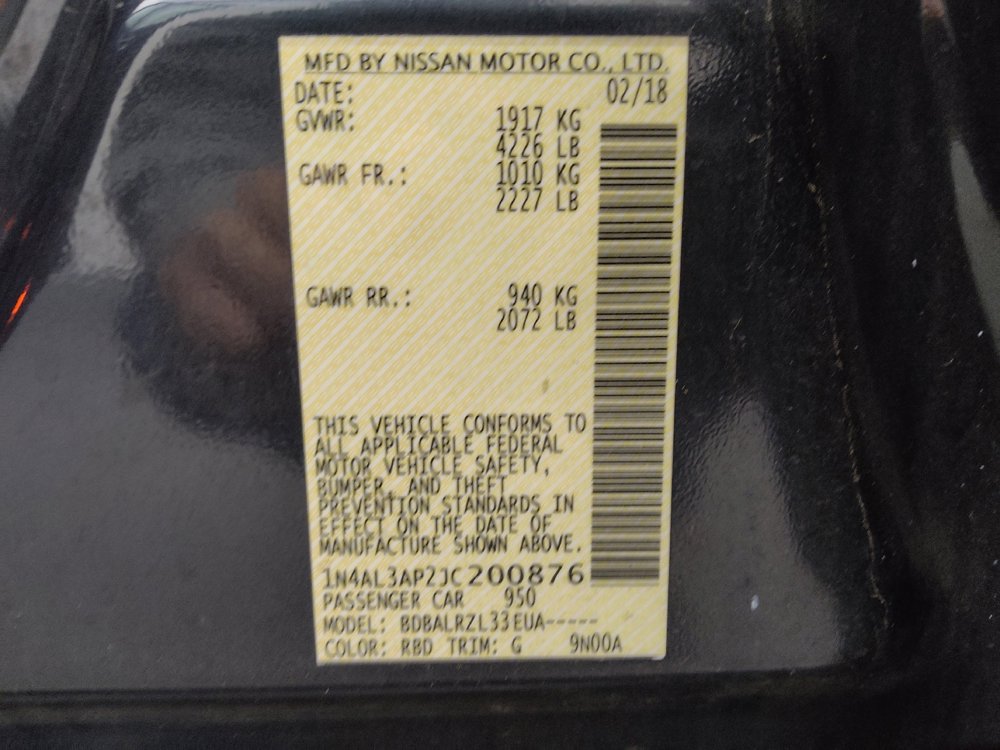 MFD BY NISSAN MOTOR CO., LTD.
DATE: 02/18
GVWR: 1917 KG
4226 LB
GAWR FR.: 1010 KG
2227 LB
GAWR RR.: 940 KG
2072 LB
THIS VEHICLE CONFORMS TO
ALL APPLICABLE FEDERAL
MOTOR VEHICLE SAFETY,
BUMPER, AND THEFT
PREVENTION STANDARDS IN
EFFECT ON THE DATE OF
MANUFACTURE SHOWN ABOVE.
1N4AL3AP2JC200876
PASSENGER CAR 950
MODEL: BDBALRZL33EUA-----
COLOR: RBD TRIM: G 9N00A